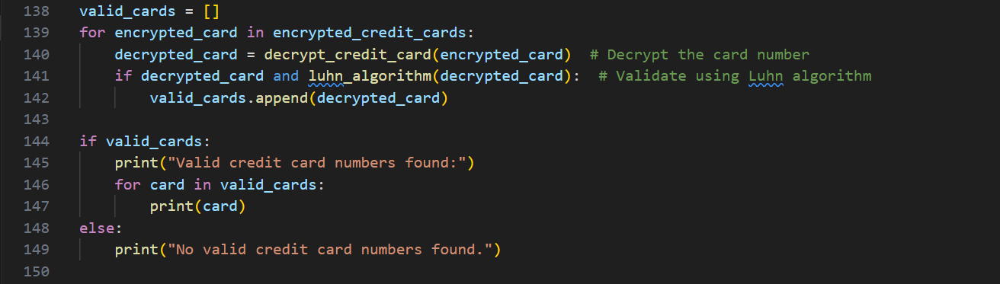 138 valid_cards = []
139 for encrypted_card in encrypted_credit_cards:
140     decrypted_card = decrypt_credit_card(encrypted_card)  # Decrypt the card number
141     if decrypted_card and luhn_algorithm(decrypted_card):  # Validate using Luhn algorithm
142         valid_cards.append(decrypted_card)
143
144 if valid_cards:
145     print("Valid credit card numbers found:")
146     for card in valid_cards:
147         print(card)
148 else:
149     print("No valid credit card numbers found.")
150